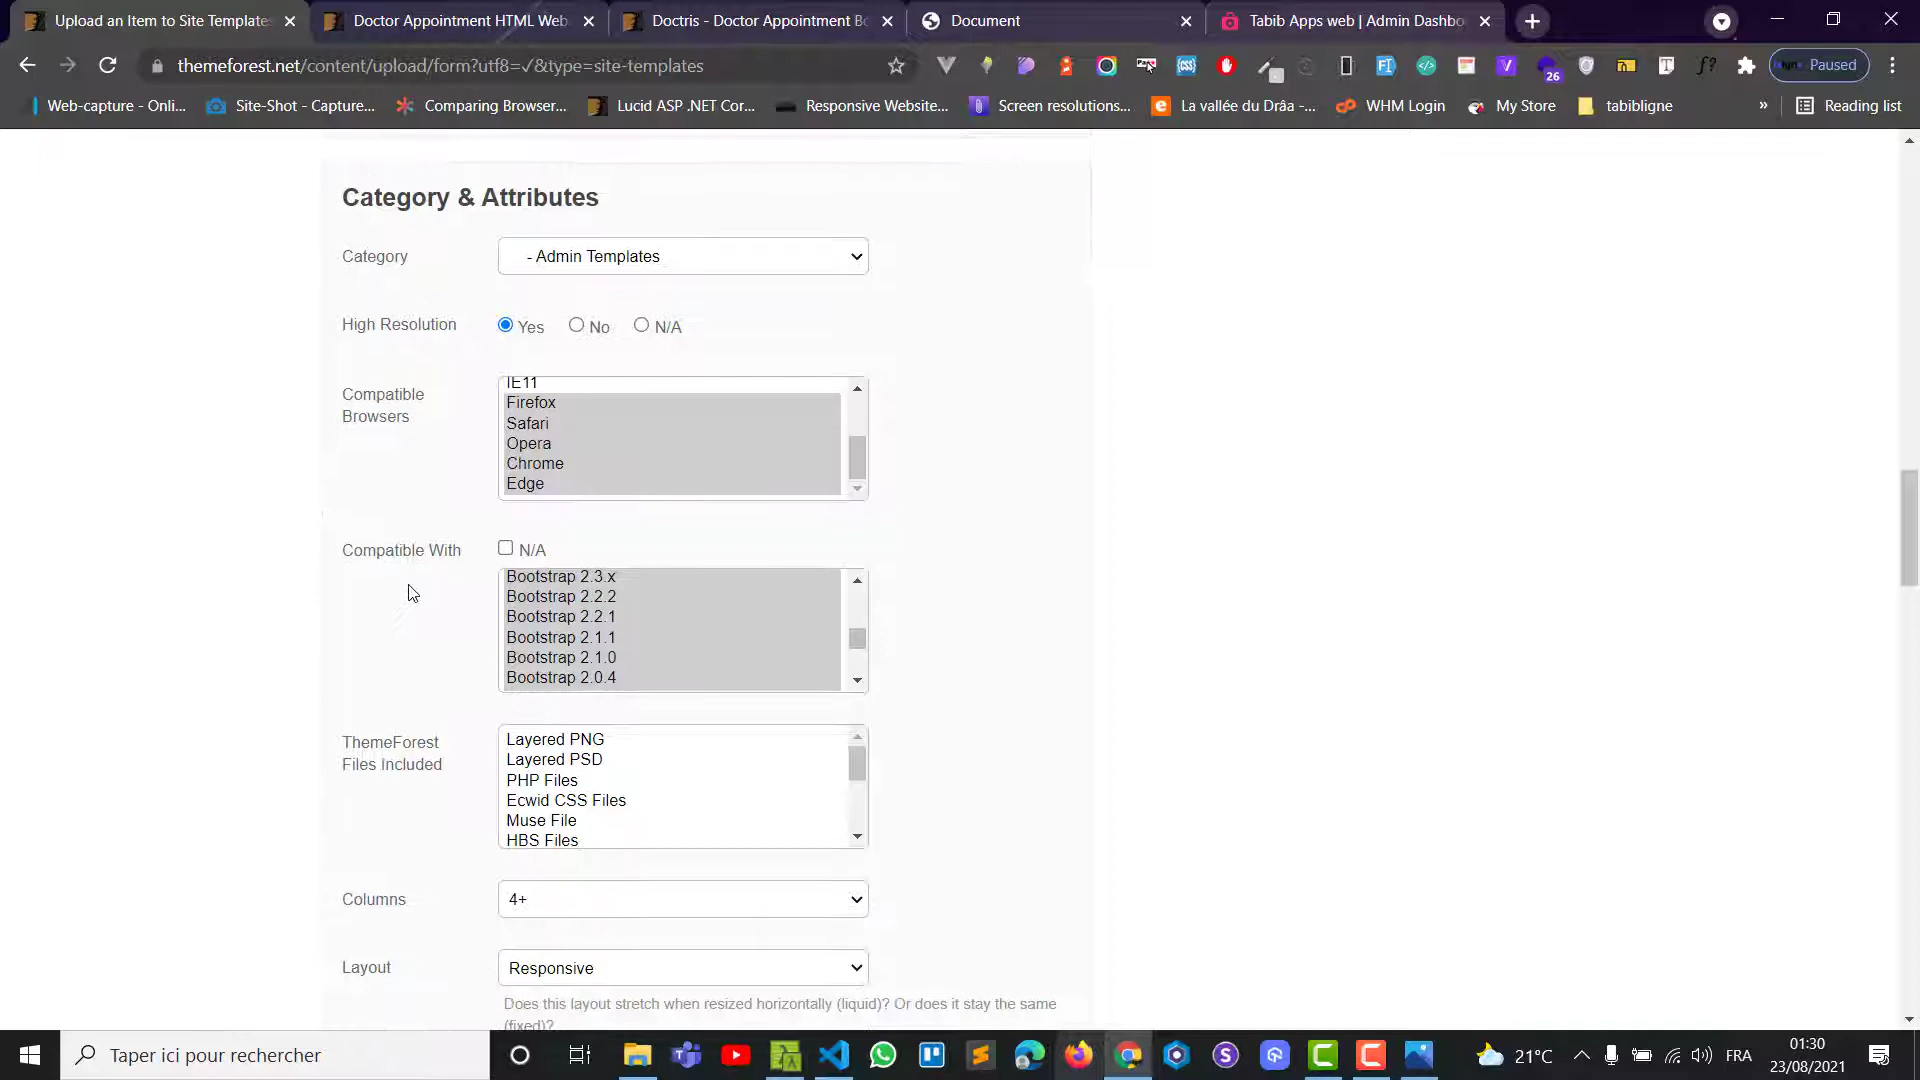 Upload an Item to Site Templates
Doctor Appointment HTML Web
Doctris - Doctor Appointment Bo
Document
Tabib Apps web | Admin Dashbo
themeforest.net/content/upload/form?utf8=✓&type=site-templates
26
Paused
Web-capture - Onli...
Site-Shot - Capture...
Comparing Browser...
Lucid ASP .NET Cor...
Responsive Website...
Screen resolutions...
La vallée du Drâa -...
WHM Login
My Store
tabibligne
»
Reading list
Category & Attributes
Category
- Admin Templates
High Resolution
Yes
No
N/A
Compatible
Browsers
IE11
Firefox
Safari
Opera
Chrome
Edge
Compatible With
N/A
Bootstrap 2.3.x
Bootstrap 2.2.2
Bootstrap 2.2.1
Bootstrap 2.1.1
Bootstrap 2.1.0
Bootstrap 2.0.4
ThemeForest
Files Included
Layered PNG
Layered PSD
PHP Files
Ecwid CSS Files
Muse File
HBS Files
Columns
4+
Layout
Responsive
Does this layout stretch when resized horizontally (liquid)? Or does it stay the same
(fixed)?
Taper ici pour rechercher
21°C
FRA
01:30
23/08/2021